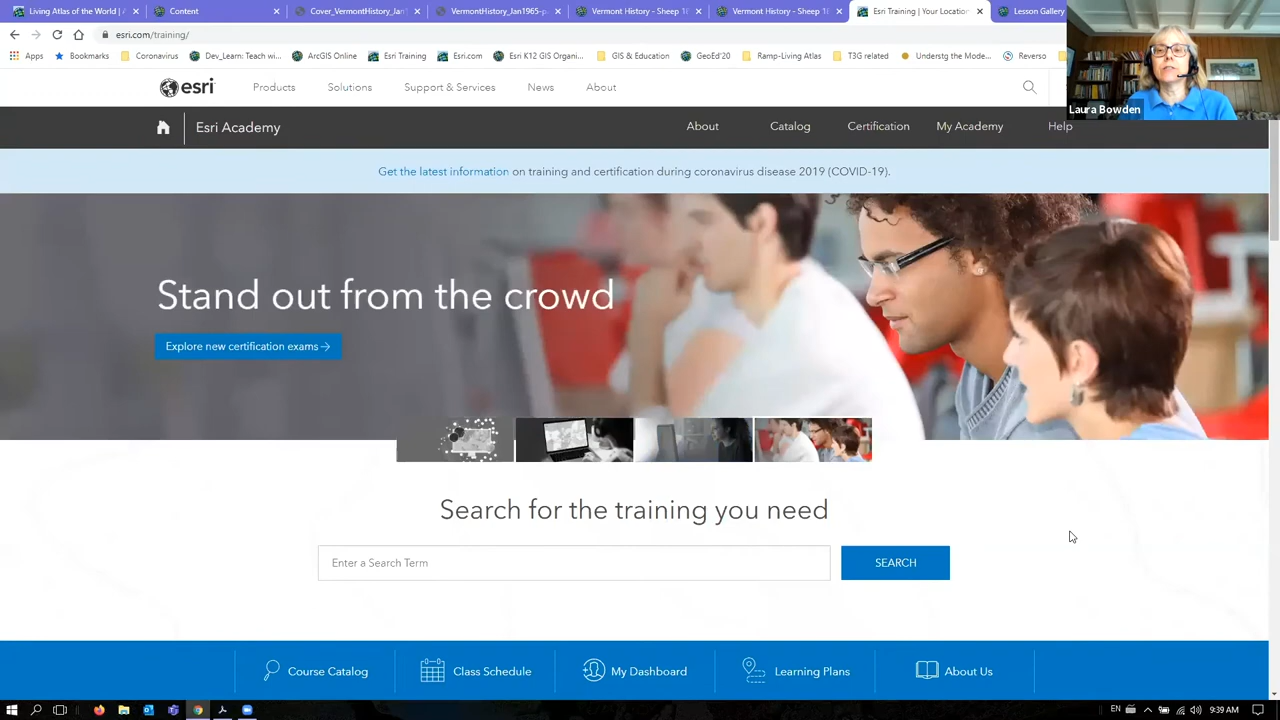 Living Atlas of the World | A
Content
Cover_VermontHistory_Jan1
VermontHistory_Jan1965-p
Vermont History - Sheep 18
Vermont History - Sheep 18
Esri Training | Your Location
Lesson Gallery
esri.com/training/
Apps
Bookmarks
Coronavirus
Dev_Learn: Teach wi...
ArcGIS Online
Esri Training
Esri.com
Esri K12 GIS Organi...
GIS & Education
GeoEd'20
Ramp-Living Atlas
T3G related
Understg the Mode...
Reverso
Laura Bowden
esri
Products
Solutions
Support & Services
News
About
Esri Academy
About
Catalog
Certification
My Academy
Help
Get the latest information on training and certification during coronavirus disease 2019 (COVID-19).
Stand out from the crowd
Explore new certification exams
Search for the training you need
Enter a Search Term
SEARCH
Course Catalog
Class Schedule
My Dashboard
Learning Plans
About Us
EN
9:39 AM